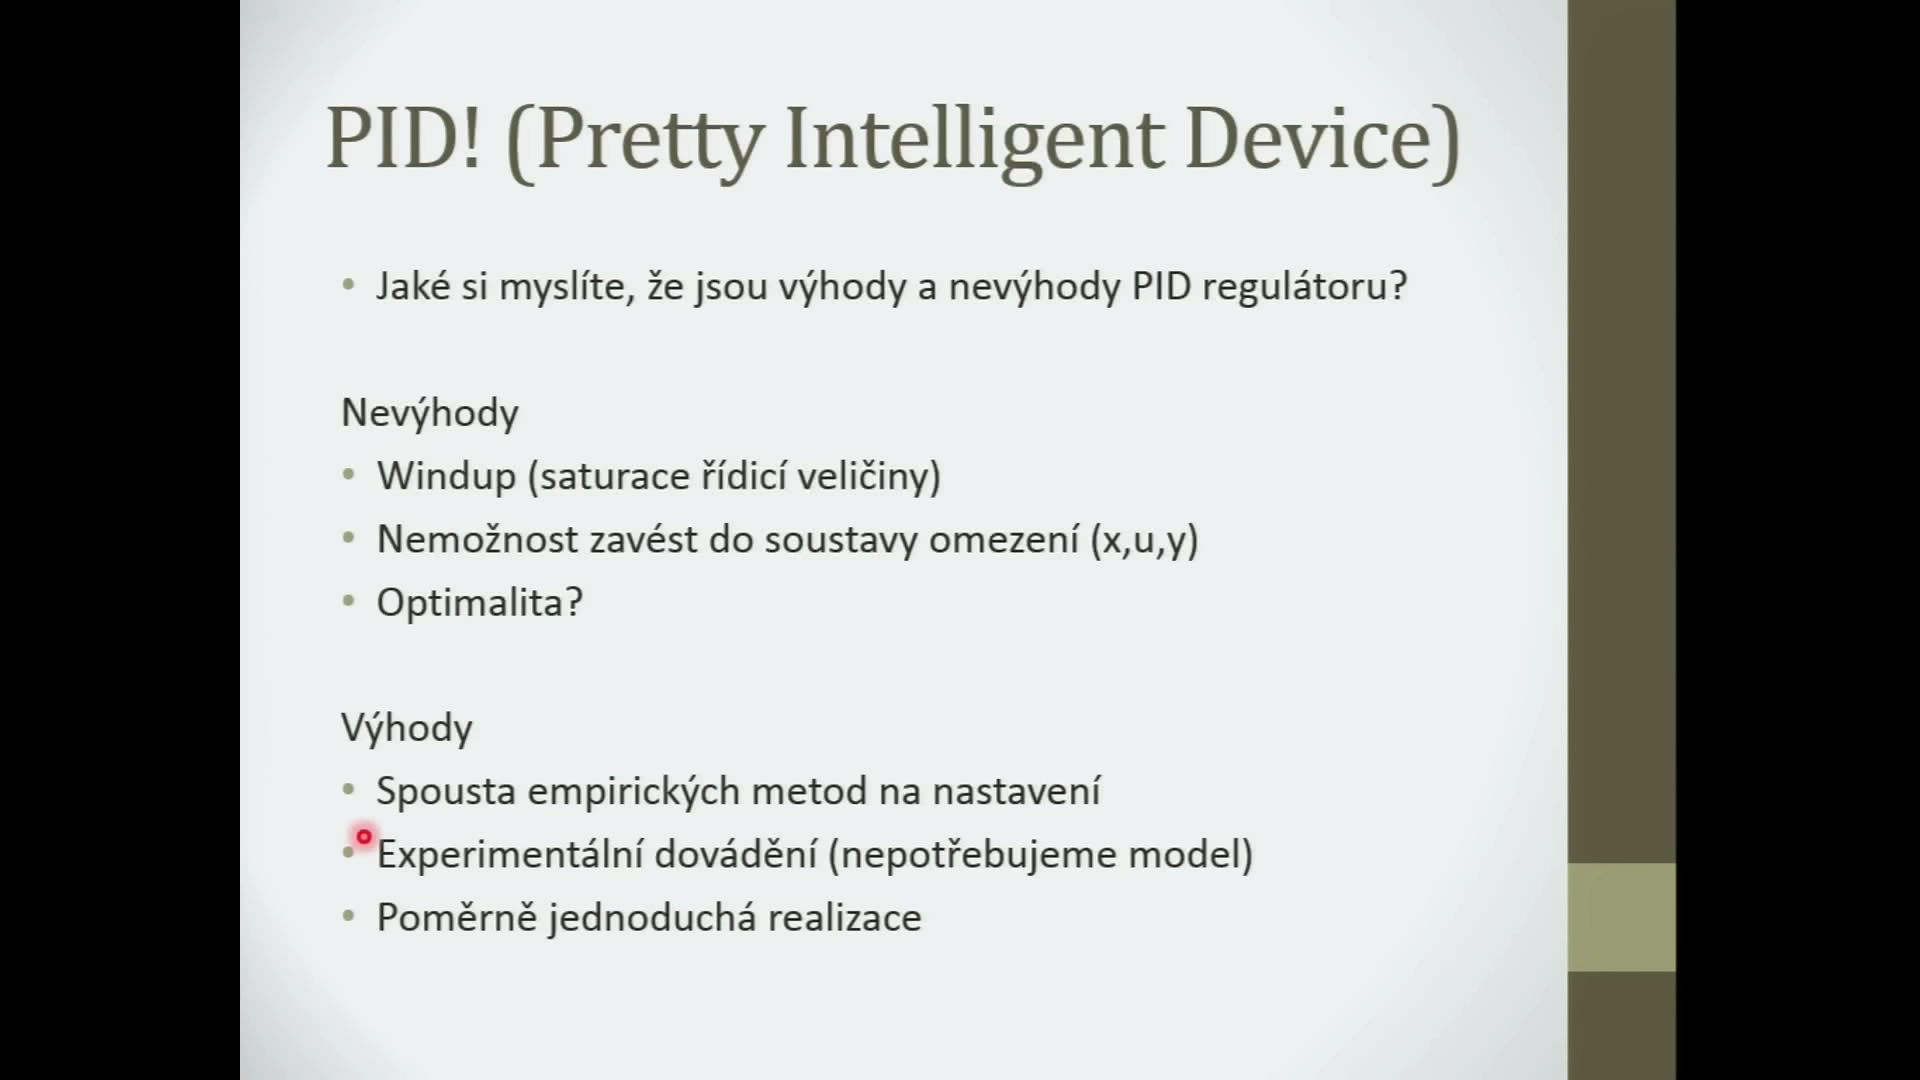 PID! (Pretty Intelligent Device)
• Jaké si myslíte, že jsou výhody a nevýhody PID regulátoru?
Nevýhody
• Windup (saturace řídicí veličiny)
• Nemožnost zavést do soustavy omezení (x,u,y)
• Optimalita?
Výhody
• Spousta empirických metod na nastavení
• Experimentální dovádění (nepotřebujeme model)
• Poměrně jednoduchá realizace